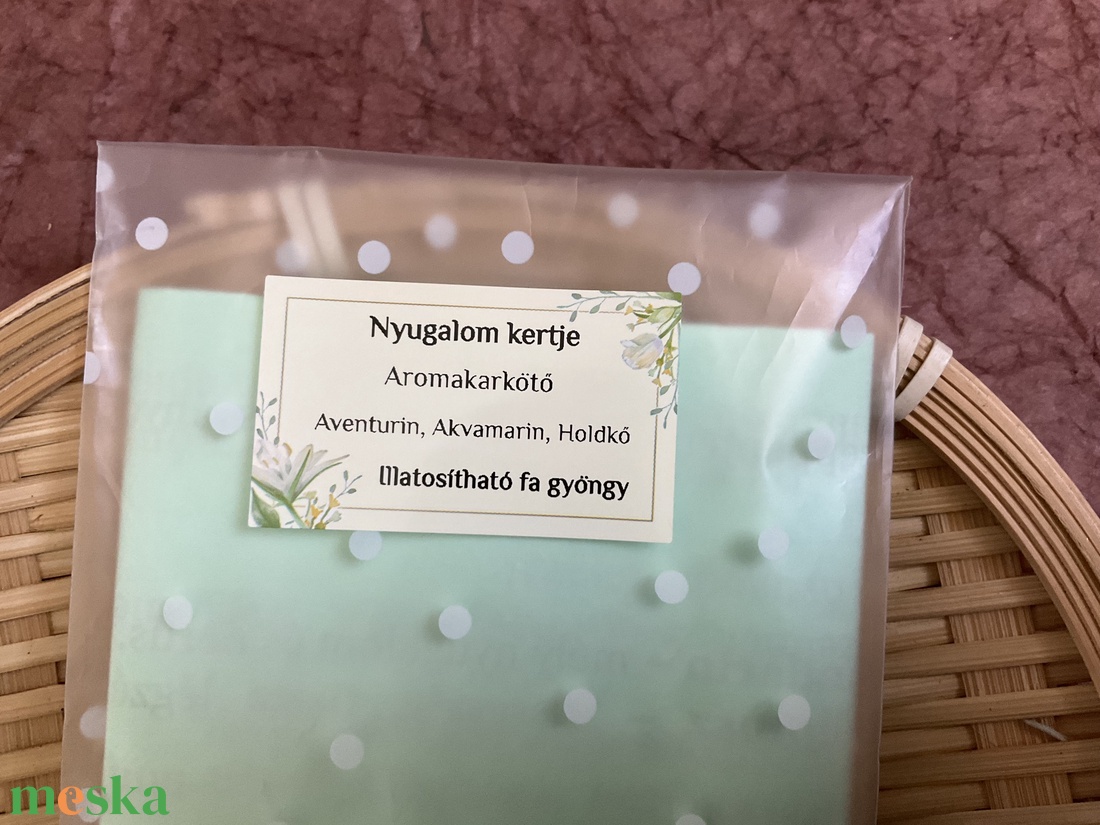 Nyugalom kertje
Aromakarkötő
Aventurin, Akvamarin, Holdkő
Illatosítható fa gyöngy
meska